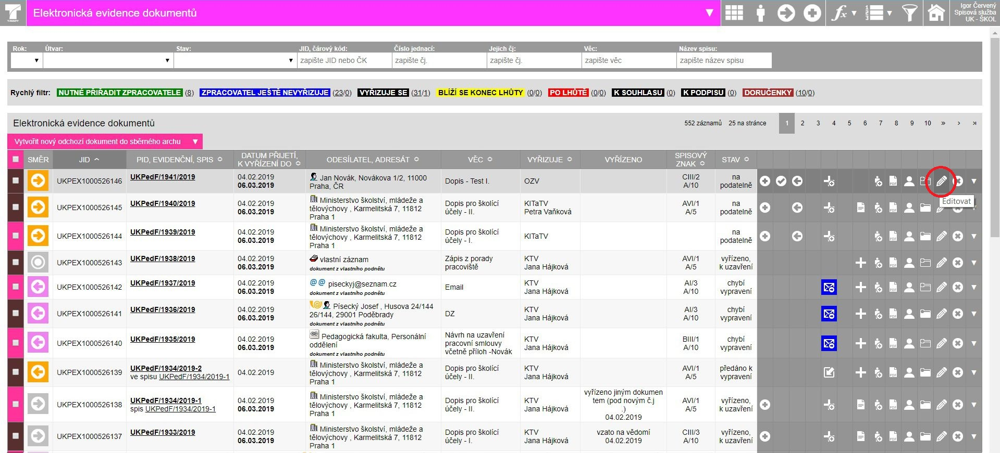 T-MAPY
Elektronická evidence dokumentů
fx
Igor Červený
Spisová služba
UK - ŠKOL
Rok: Útvar: Stav: JID, čárový kód: Číslo jednací: Jejich čj: Věc: Název spisu:
zapište JID nebo ČK zapište čj. zapište čj. zapište věc zapište název spisu
Rychlý filtr: NUTNÉ PŘIŘADIT ZPRACOVATELE (8) ZPRACOVATEL JEŠTĚ NEVYŘIZUJE (23/0) VYŘIZUJE SE (31/1) BLÍŽÍ SE KONEC LHŮTY (0/0) PO LHŮTĚ (0/0) K SOUHLASU (0) K PODPISU (0) DORUČENKY (10/0)
Elektronická evidence dokumentů 552 záznamů 25 na stránce 1 2 3 4 5 6 7 8 9 10 » › ›|
Vytvořit nový odchozí dokument do sběrného archu
SMĚR JID PID, EVIDENČNÍ, SPIS DATUM PŘIJETÍ, K VYŘÍZENÍ DO ODESÍLATEL, ADRESÁT VĚC VYŘIZUJE VYŘÍZENO SPISOVÝ ZNAK STAV
UKPEX1000526146 UKPedF/1941/2019 04.02.2019 06.03.2019 Jan Novák, Novákova 1/2, 11000 Praha, ČR Dopis - Test I. OZV CIII/2 A/10 na podatelně
PDF
Editovat
UKPEX1000526145 UKPedF/1940/2019 04.02.2019 06.03.2019 Ministerstvo školství, mládeže a tělovýchovy , Karmelitská 7, 11812 Praha 1 Dopis pro školící účely - II. KITaTV Petra Vaňková AVI/1 A/5 na podatelně
PDF
UKPEX1000526144 UKPedF/1939/2019 04.02.2019 06.03.2019 Ministerstvo školství, mládeže a tělovýchovy , Karmelitská 7, 11812 Praha 1 Dopis pro školící účely - I. KITaTV na podatelně
PDF
UKPEX1000526143 UKPedF/1938/2019 04.02.2019 06.03.2019 vlastní záznam dokument z vlastního podnětu Zápis z porady pracoviště KTV Jana Hájková AVI/1 A/5 vyřízeno, k uzavření
PDF
UKPEX1000526142 UKPedF/1937/2019 04.02.2019 06.03.2019 @@ piseckyj@seznam.cz dokument z vlastního podnětu Email KTV Jana Hájková AI/3 A/10 chybí vypravení
PDF
UKPEX1000526141 UKPedF/1936/2019 04.02.2019 06.03.2019 Písecký Josef , Husova 24/144 26/144, 29001 Poděbrady dokument z vlastního podnětu DZ KTV Jana Hájková AI/3 A/10 chybí vypravení
PDF
UKPEX1000526140 UKPedF/1935/2019 04.02.2019 06.03.2019 Pedagogická fakulta, Personální oddělení dokument z vlastního podnětu Návrh na uzavření pracovní smlouvy včetně příloh -Novák KTV Jana Hájková BIII/1 A/10 chybí vypravení
PDF
UKPEX1000526139 UKPedF/1934/2019-2 ve spisu UKPedF/1934/2019-1 04.02.2019 Ministerstvo školství, mládeže a tělovýchovy , Karmelitská 7, 11812 Praha 1 Dopis pro školící účely - II. KTV Jana Hájková AVI/1 A/5 předáno k vypravení
PDF
UKPEX1000526138 UKPedF/1934/2019-1 spis UKPedF/1934/2019-1 04.02.2019 06.03.2019 Ministerstvo školství, mládeže a tělovýchovy , Karmelitská 7, 11812 Praha 1 Dopis pro školící účely - II. KTV Jana Hájková vyřízeno jiným dokumen tem (pod novým č.j .) 04.02.2019 AVI/1 A/5 vyřízeno, k uzavření
PDF
UKPEX1000526137 UKPedF/1933/2019 04.02.2019 06.03.2019 Ministerstvo školství, mládeže a tělovýchovy , Karmelitská 7, 11812 Praha 1 Dopis pro školící účely - I. KTV Jana Hájková vzato na vědomí 04.02.2019 CIII/3 A/10 vyřízeno, k uzavření
PDF